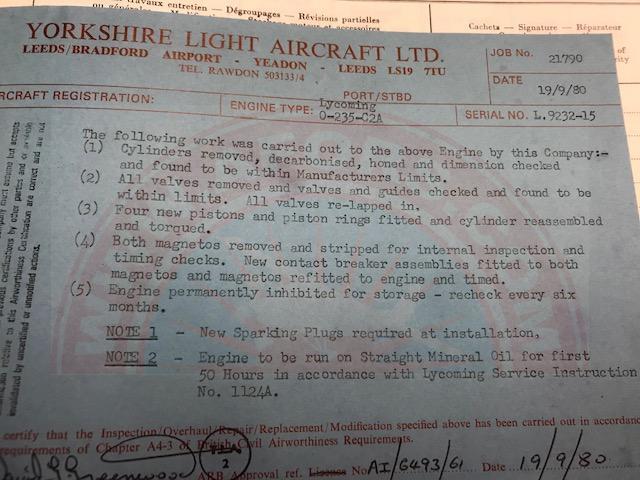 travaux entretien — Dégroupages — Révisions partielles
ou générales
Cachets — Signature — Réparateur
YORKSHIRE LIGHT AIRCRAFT LTD.
LEEDS/BRADFORD AIRPORT - YEADON - LEEDS LS19 7TU
TEL. RAWDON 503133/4
JOB No. 21790
DATE 19/9/80
RCRAFT REGISTRATION:
ENGINE TYPE: Lycoming
O-235-C2A
PORT/STBD
SERIAL NO. L.9232-15
The following work was carried out to the above Engine by this Company:-
(1) Cylinders removed, decarbonised, honed and dimension checked
and found to be within Manufacturers Limits.
(2) All valves removed and valves and guides checked and found to be
within limits. All valves re-lapped in.
(3) Four new pistons and piston rings fitted and cylinder reassembled
and torqued.
(4) Both magnetos removed and stripped for internal inspection and
timing checks. New contact breaker assemblies fitted to both
magnetos and magnetos refitted to engine and timed.
(5) Engine permanently inhibited for storage - recheck every six
months.
NOTE 1 - New Sparking Plugs required at installation,
NOTE 2 - Engine to be run on Straight Mineral Oil for first
50 Hours in accordance with Lycoming Service Instruction
No. 1124A.
certify that the Inspection/Overhaul/Repair/Replacement/Modification specified above has been carried out in accordanc
requirements of Chapter A4-3 of British Civil Airworthiness Requirements.
2
ARB Approval ref. Licence No. AI/6493/61 Date 19/9/80.